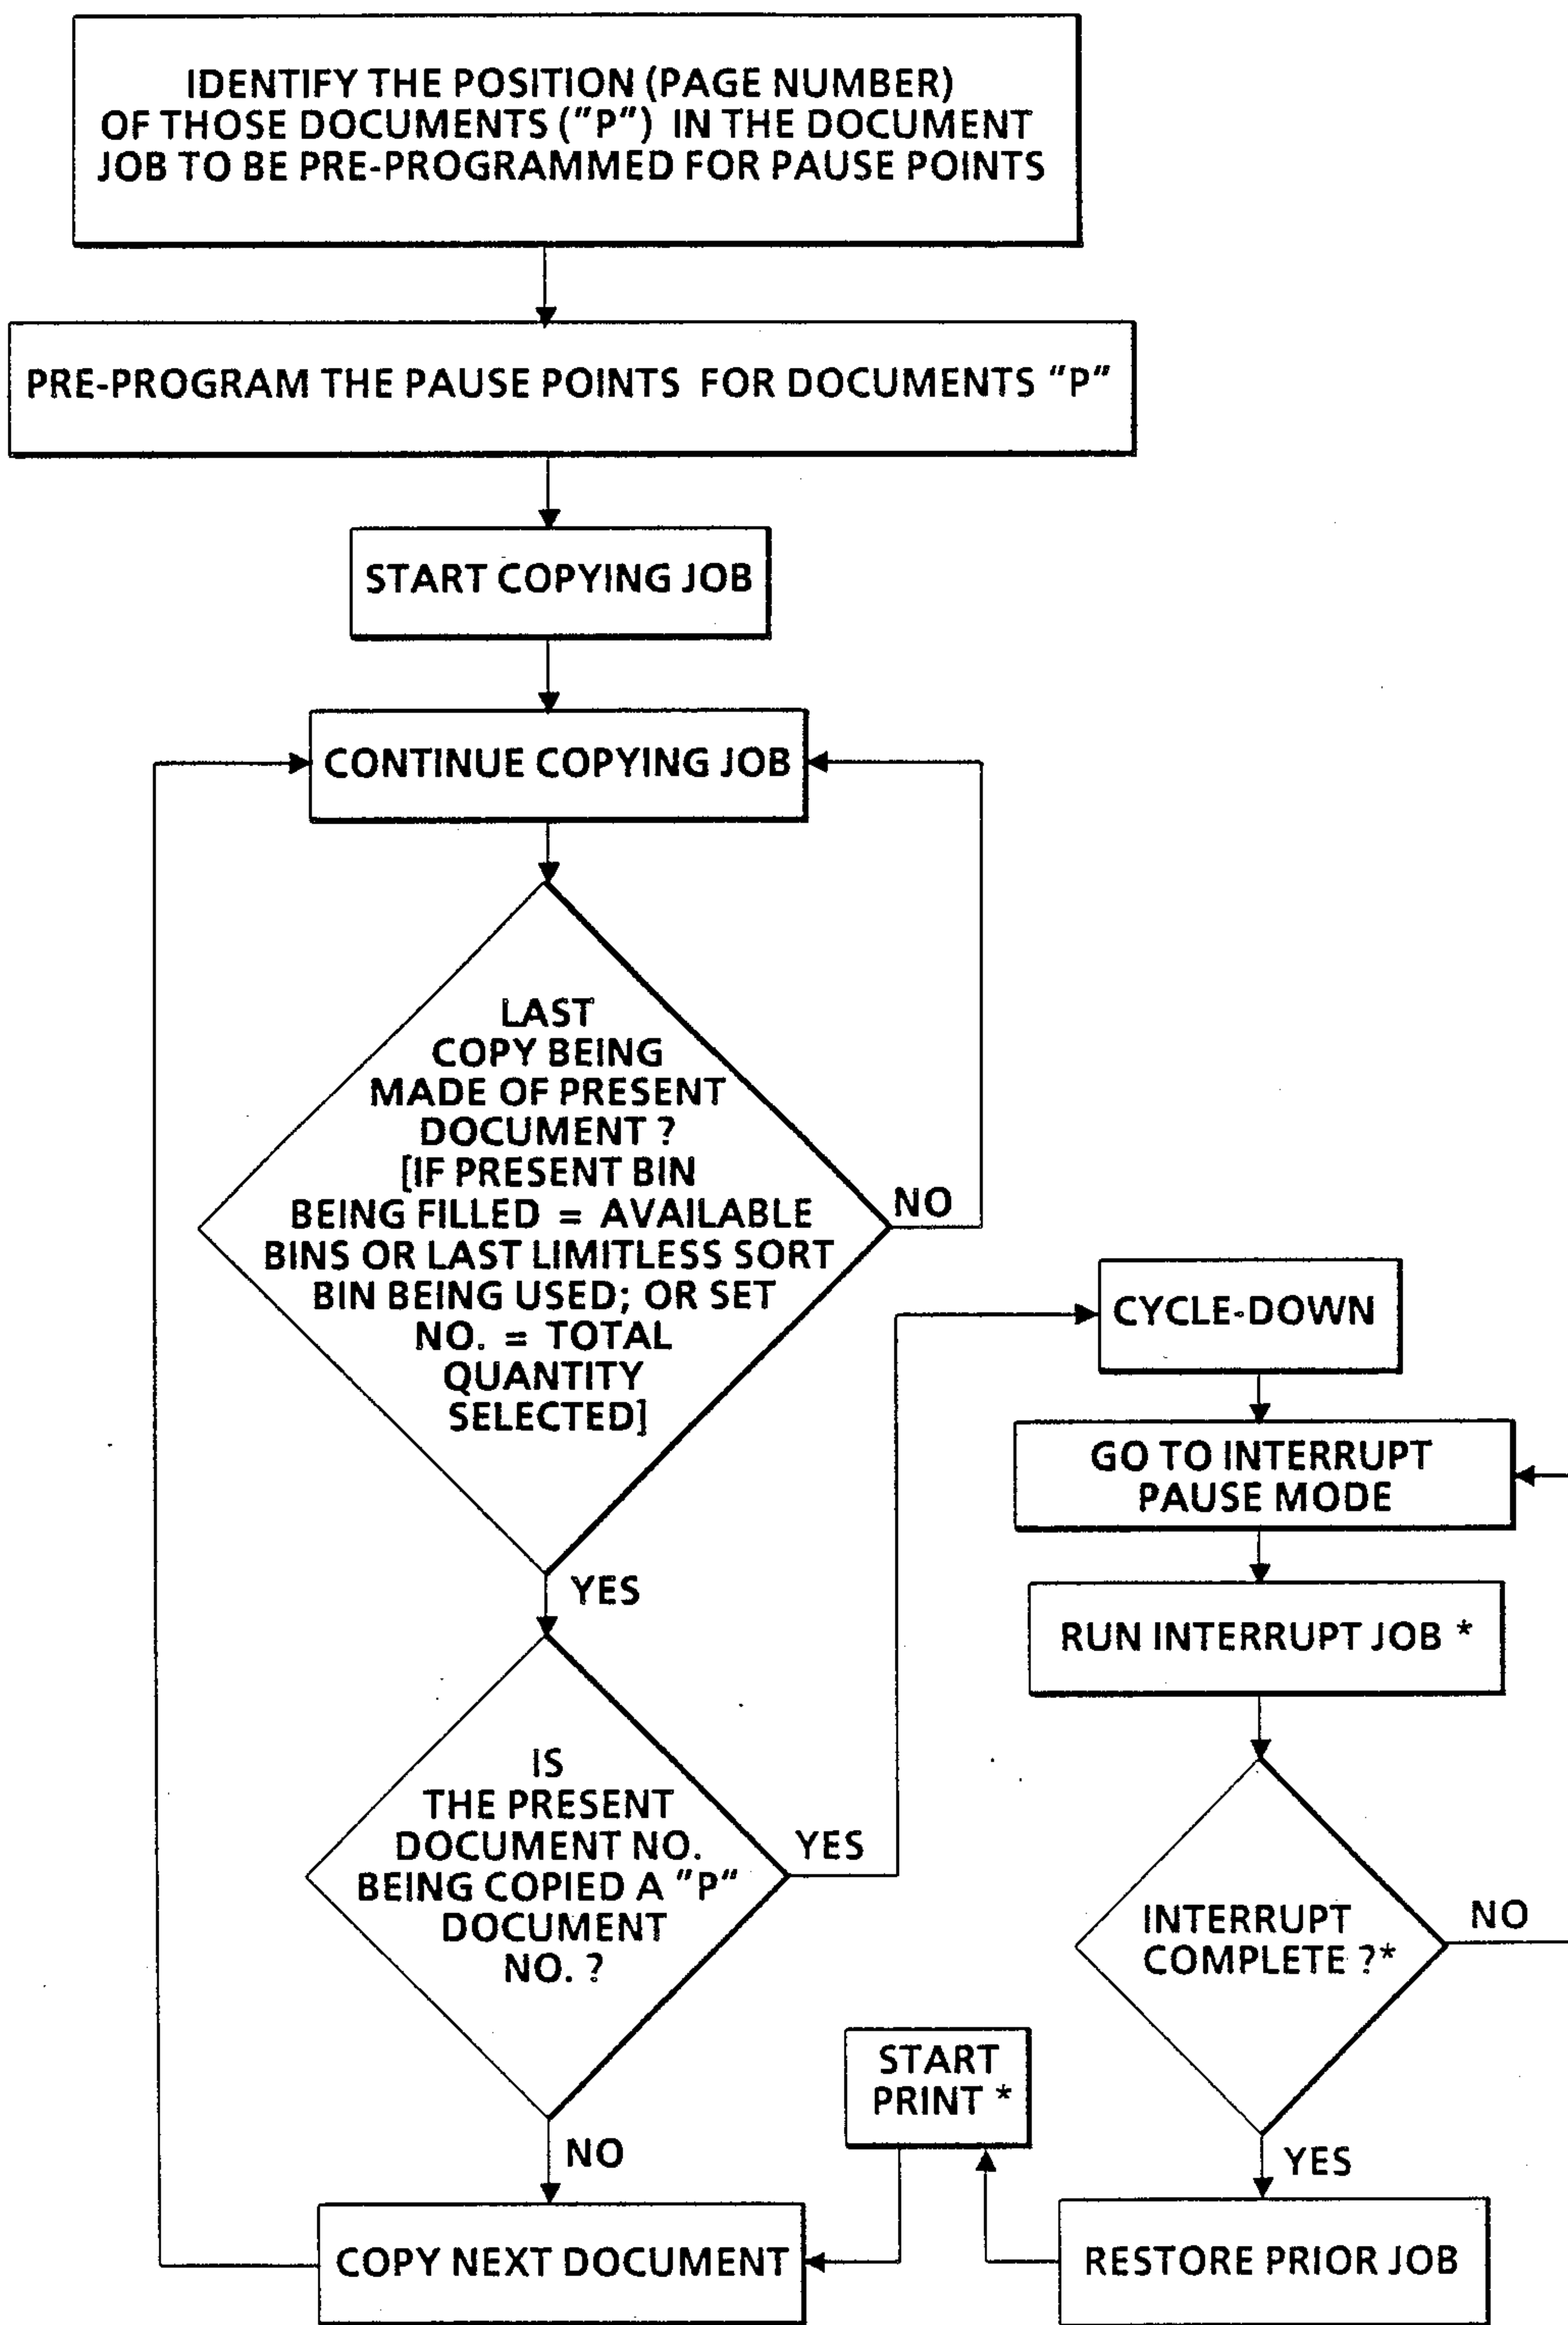 IDENTIFY THE POSITION (PAGE NUMBER)
OF THOSE DOCUMENTS ("P") IN THE DOCUMENT
JOB TO BE PRE-PROGRAMMED FOR PAUSE POINTS
PRE-PROGRAM THE PAUSE POINTS FOR DOCUMENTS "P"
START COPYING JOB
CONTINUE COPYING JOB
LAST
COPY BEING
MADE OF PRESENT
DOCUMENT ?
[IF PRESENT BIN
BEING FILLED = AVAILABLE
BINS OR LAST LIMITLESS SORT
BIN BEING USED; OR SET
NO. = TOTAL
QUANTITY
SELECTED]
NO
YES
IS
THE PRESENT
DOCUMENT NO.
BEING COPIED A "P"
DOCUMENT
NO. ?
YES
NO
COPY NEXT DOCUMENT
CYCLE-DOWN
GO TO INTERRUPT
PAUSE MODE
RUN INTERRUPT JOB *
INTERRUPT
COMPLETE ?*
NO
YES
RESTORE PRIOR JOB
START
PRINT *